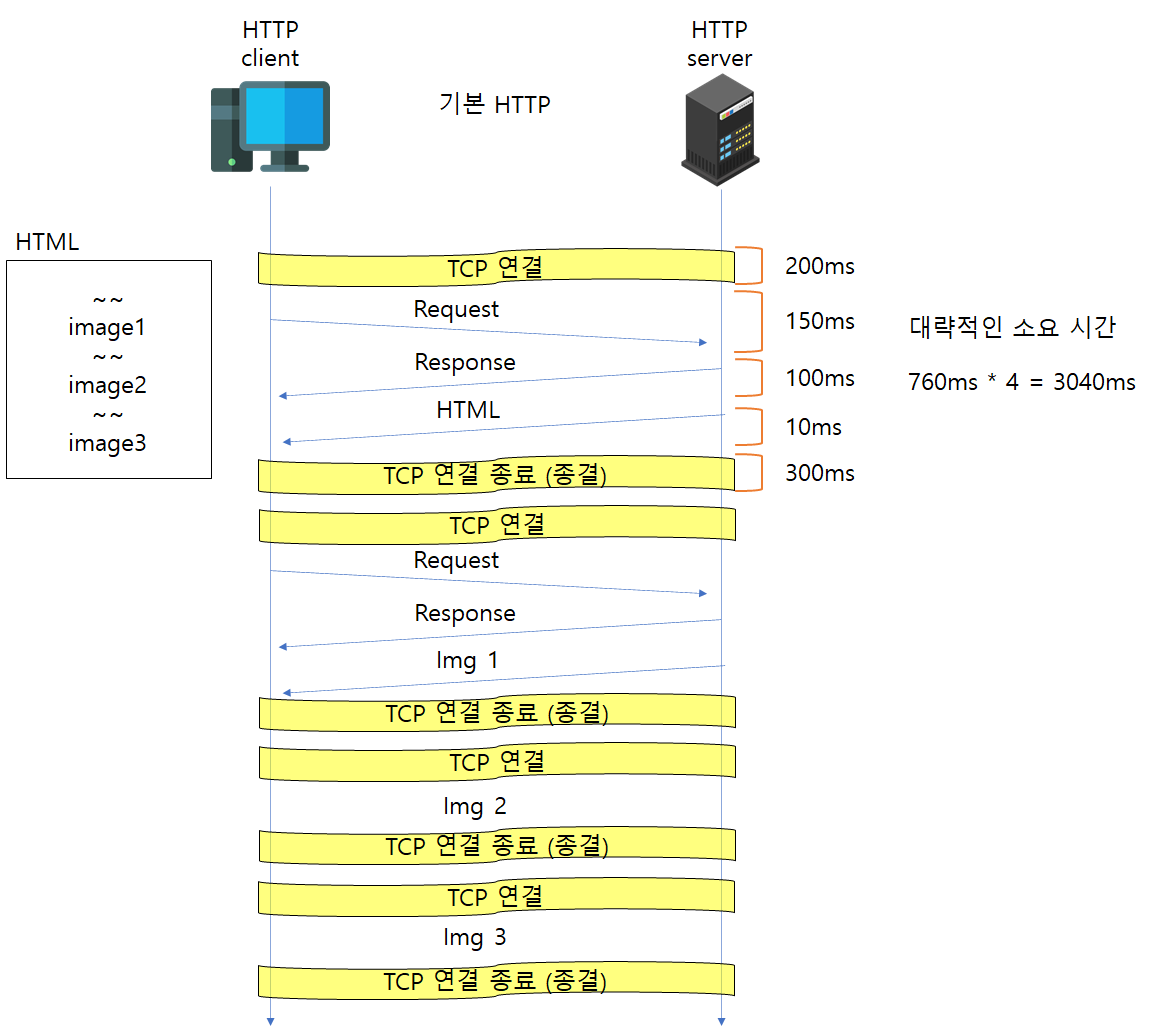 HTTP
client
HTTP
server
기본 HTTP
HTML
~~
image1
~~
image2
~~
image3
TCP 연결
200ms
Request
150ms
대략적인 소요 시간
Response
100ms
760ms * 4 = 3040ms
HTML
10ms
TCP 연결 종료 (종결)
300ms
TCP 연결
Request
Response
Img 1
TCP 연결 종료 (종결)
TCP 연결
Img 2
TCP 연결 종료 (종결)
TCP 연결
Img 3
TCP 연결 종료 (종결)